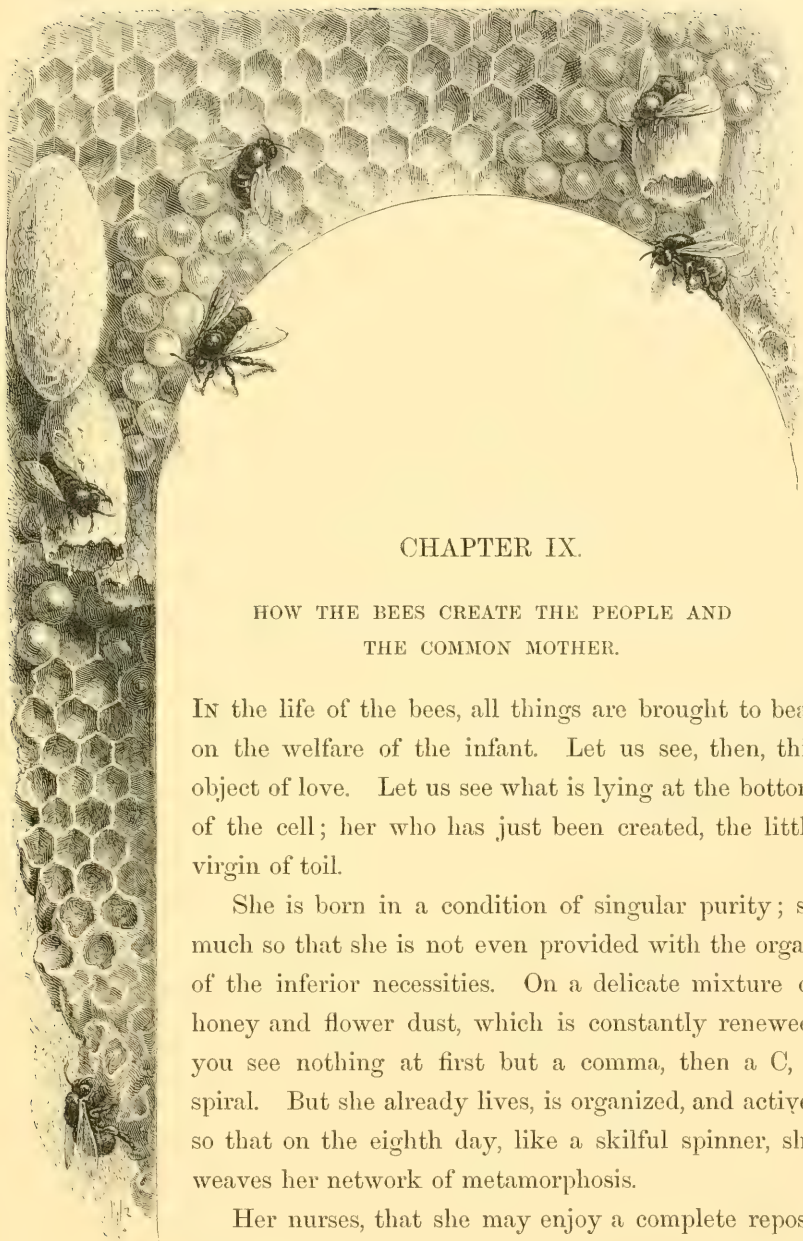 CHAPTER IX.
HOW THE BEES CREATE THE PEOPLE AND
THE COMMON MOTHER.
IN the life of the bees, all things are brought to bea
on the welfare of the infant. Let us see, then, thi
object of love. Let us see what is lying at the bottom
of the cell; her who has just been created, the littl
virgin of toil.
She is born in a condition of singular purity; s
much so that she is not even provided with the orga
of the inferior necessities. On a delicate mixture o
honey and flower dust, which is constantly renewed
you see nothing at first but a comma, then a C,
spiral. But she already lives, is organized, and active
so that on the eighth day, like a skilful spinner, sh
weaves her network of metamorphosis.
Her nurses, that she may enjoy a complete repos